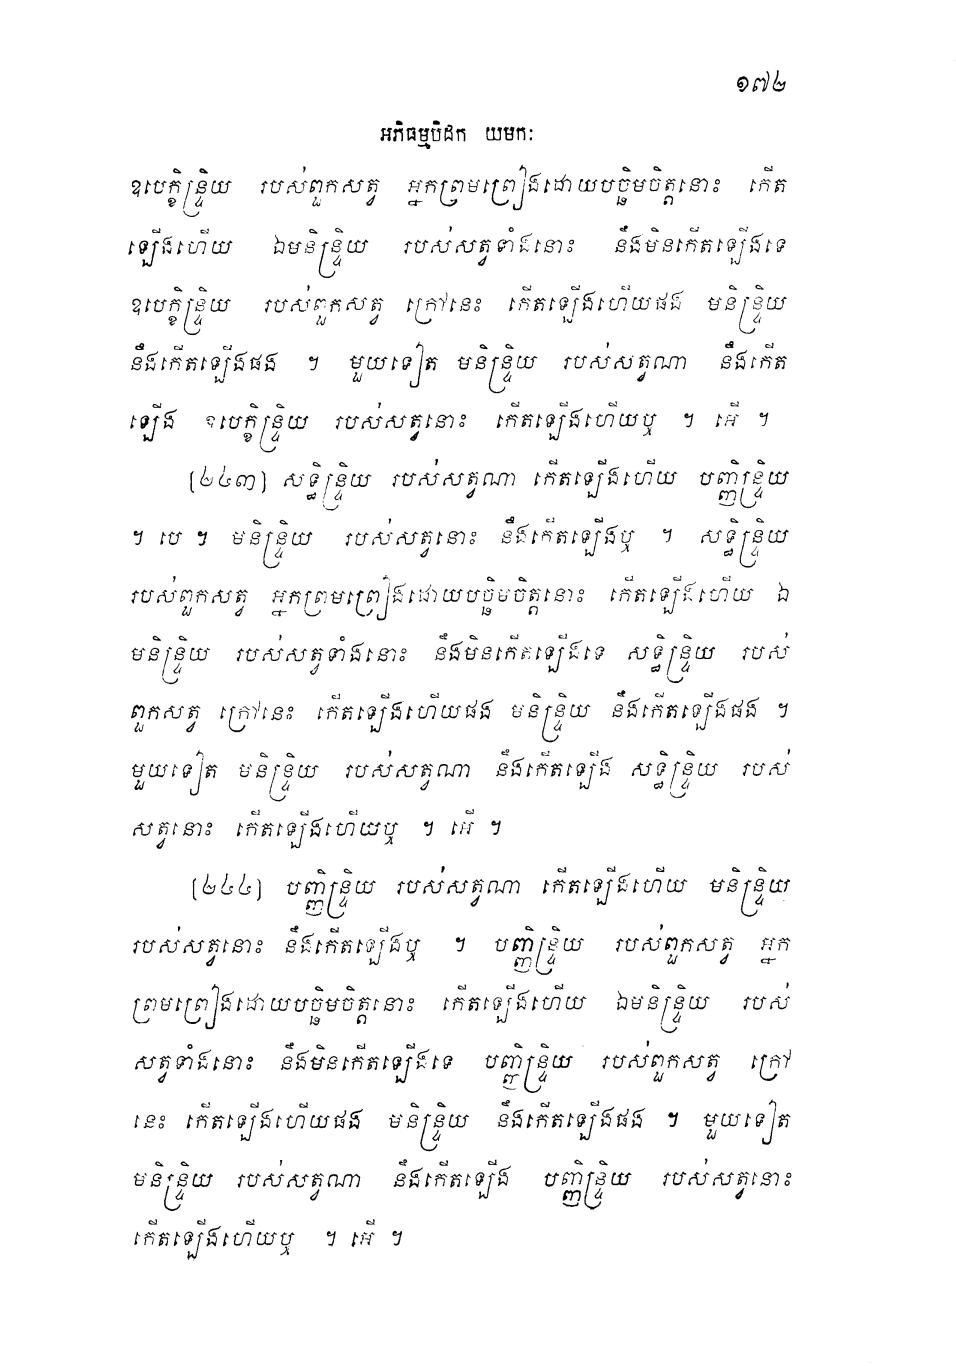 ១៧២
អភិធម្មបិដក យមកៈ
ឧបេក្ខិន្ទ្រិយ របស់ពួកសត្វ អ្នកព្រមព្រៀងដោយបច្ឆិមចិត្តនោះ កើត
ឡើងហើយ ឯមនិន្ទ្រិយ របស់សត្វទាំងនោះ នឹងមិនកើតឡើងទេ
ឧបេក្ខិន្ទ្រិយ របស់ពួកសត្វ ក្រៅនេះ កើតឡើងហើយផង មនិន្ទ្រិយ
នឹងកើតឡើងផង ។ មួយទៀត មនិន្ទ្រិយ របស់សត្វណា នឹងកើត
ឡើង ឧបេក្ខិន្ទ្រិយ របស់សត្វនោះ កើតឡើងហើយឬ ។ អើ ។
(២៤៣) សទ្ធិន្ទ្រិយ របស់សត្វណា កើតឡើងហើយ បញ្ញិន្ទ្រិយ
។ បេ ។ មនិន្ទ្រិយ របស់សត្វនោះ នឹងកើតឡើងឬ ។ សទ្ធិន្ទ្រិយ
របស់ពួកសត្វ អ្នកព្រមព្រៀងដោយបច្ឆិមចិត្តនោះ កើតឡើងហើយ ឯ
មនិន្ទ្រិយ របស់សត្វទាំងនោះ នឹងមិនកើតឡើងទេ សទ្ធិន្ទ្រិយ របស់
ពួកសត្វ ក្រៅនេះ កើតឡើងហើយផង មនិន្ទ្រិយ នឹងកើតឡើងផង ។
មួយទៀត មនិន្ទ្រិយ របស់សត្វណា នឹងកើតឡើង សទ្ធិន្ទ្រិយ របស់
សត្វនោះ កើតឡើងហើយឬ ។ អើ ។
(២៤៤) បញ្ញិន្ទ្រិយ របស់សត្វណា កើតឡើងហើយ មនិន្ទ្រិយ
របស់សត្វនោះ នឹងកើតឡើងឬ ។ បញ្ញិន្ទ្រិយ របស់ពួកសត្វ អ្នក
ព្រមព្រៀងដោយបច្ឆិមចិត្តនោះ កើតឡើងហើយ ឯមនិន្ទ្រិយ របស់
សត្វទាំងនោះ នឹងមិនកើតឡើងទេ បញ្ញិន្ទ្រិយ របស់ពួកសត្វ ក្រៅ
នេះ កើតឡើងហើយផង មនិន្ទ្រិយ នឹងកើតឡើងផង ។ មួយទៀត
មនិន្ទ្រិយ របស់សត្វណា នឹងកើតឡើង បញ្ញិន្ទ្រិយ របស់សត្វនោះ
កើតឡើងហើយឬ ។ អើ ។